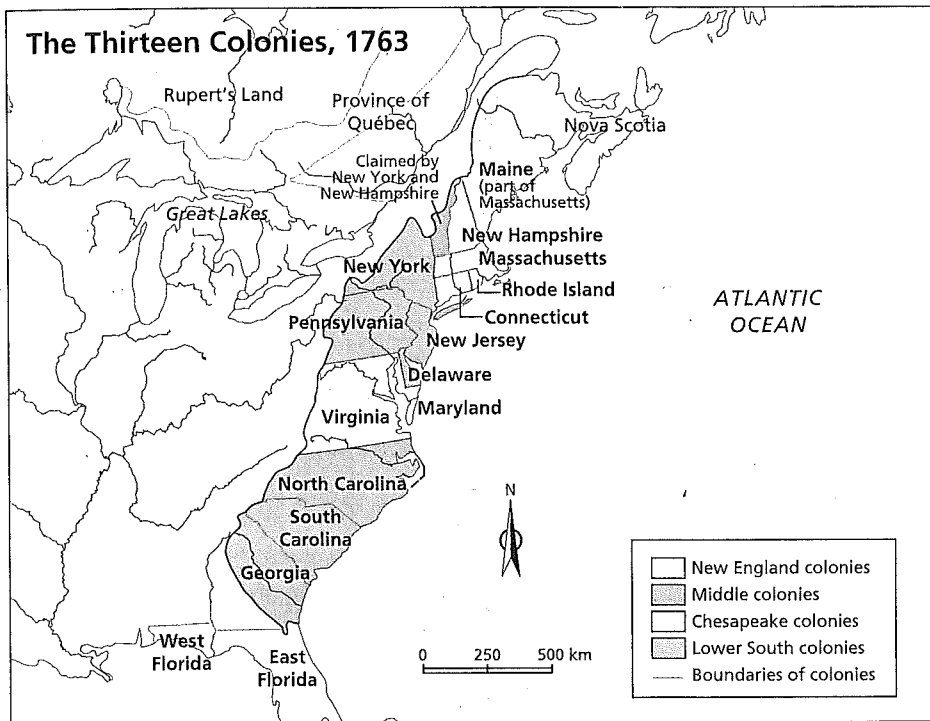 The Thirteen Colonies, 1763
Rupert's Land
Province of
Québec
Nova Scotia
Claimed by
New York and
New Hampshire
Maine
(part of
Massachusetts)
Great Lakes
New Hampshire
Massachusetts
New York
Rhode Island
Connecticut
ATLANTIC
OCEAN
Pennsylvania
New Jersey
Delaware
Maryland
Virginia
North Carolina
South
Carolina
Georgia
West
Florida
East
Florida
N
0 250 500 km
New England colonies
Middle colonies
Chesapeake colonies
Lower South colonies
Boundaries of colonies